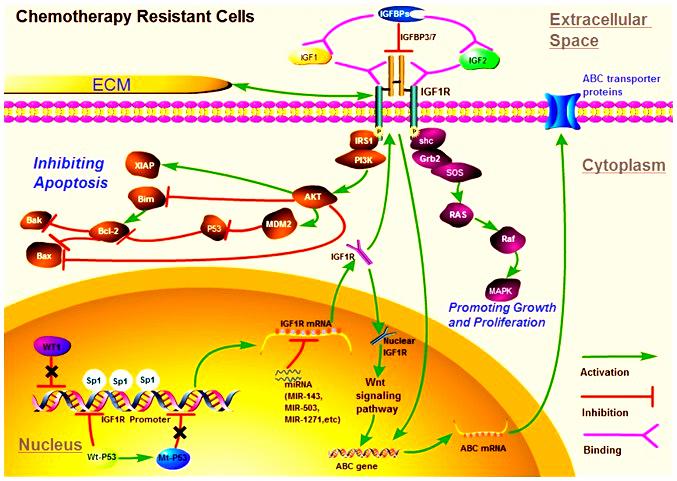 Chemotherapy Resistant Cells
IGFBPs
Extracellular
Space
IGFBP3/7
IGF1
IGF2
ECM
IGF1R
ABC transporter
proteins
P
P
IRS1
shc
PI3K
Grb2
SOS
Cytoplasm
Inhibiting
Apoptosis
XIAP
Bim
AKT
RAS
Bak
Bcl-2
P53
MDM2
Raf
Bax
IGF1R
MAPK
Promoting Growth
and Proliferation
IGF1R mRNA
Nuclear
IGF1R
WT1
Sp1
Sp1
Sp1
miRNA
(MIR-143,
MIR-503,
MIR-1271,etc)
Wnt
signaling
pathway
IGF1R Promoter
Activation
Inhibition
Binding
Nucleus
Wt-P53
Mt-P53
ABC gene
ABC mRNA